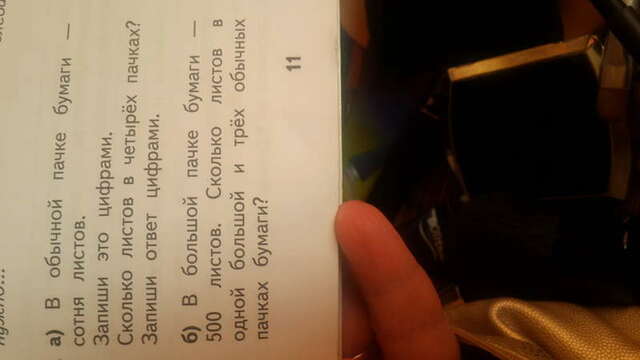 нужно...
а) В обычной пачке бумаги —
сотня листов.
Запиши это цифрами.
Сколько листов в четырёх пачках?
Запиши ответ цифрами.
б) В большой пачке бумаги —
500 листов. Сколько листов в
одной большой и трёх обычных
пачках бумаги?
11